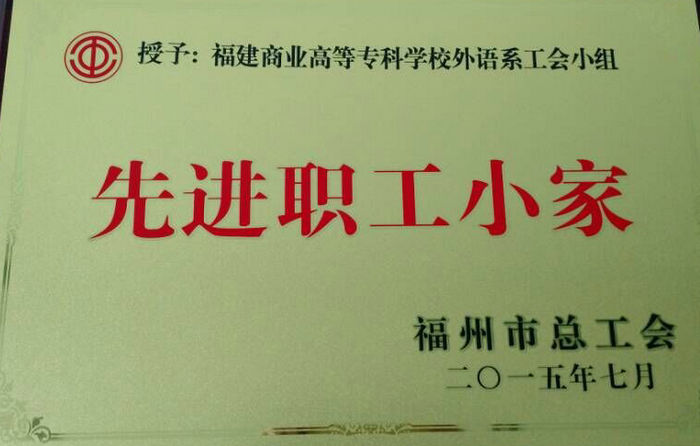 授予：福建商业高等专科学校外语系工会小组
先进职工小家
福州市总工会
二〇一五年七月